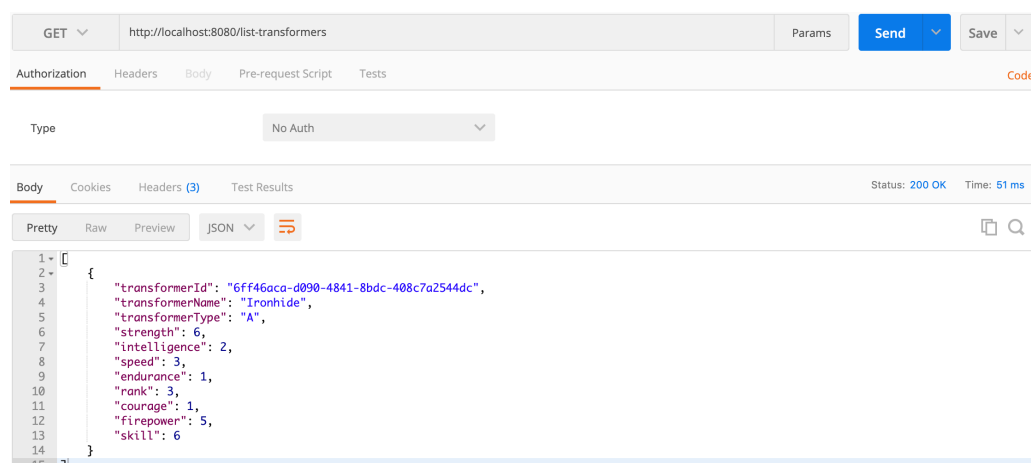 GET http://localhost:8080/list-transformers Params Send Save
Authorization Headers Body Pre-request Script Tests Code
Type No Auth
Body Cookies Headers (3) Test Results Status: 200 OK Time: 51 ms
Pretty Raw Preview JSON
1 [
2 {
3 "transformerId": "6ff46aca-d090-4841-8bdc-408c7a2544dc",
4 "transformerName": "Ironhide",
5 "transformerType": "A",
6 "strength": 6,
7 "intelligence": 2,
8 "speed": 3,
9 "endurance": 1,
10 "rank": 3,
11 "courage": 1,
12 "firepower": 5,
13 "skill": 6
14 }
15 ]